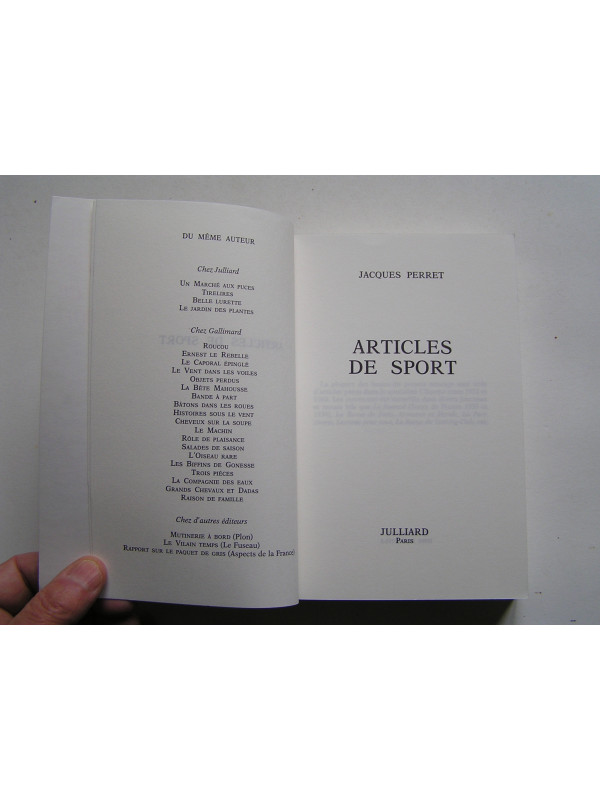 DU MÊME AUTEUR
Chez Julliard
UN MARCHÉ AUX PUCES
TIRELIRES
BELLE LURETTE
LE JARDIN DES PLANTES
Chez Gallimard
ROUCOU
ERNEST LE REBELLE
LE CAPORAL ÉPINGLÉ
LE VENT DANS LES VOILES
OBJETS PERDUS
LA BÊTE MAHOUSSE
BANDE À PART
BÂTONS DANS LES ROUES
HISTOIRES SOUS LE VENT
CHEVEUX SUR LA SOUPE
LE MACHIN
RÔLE DE PLAISANCE
SALADES DE SAISON
L'OISEAU RARE
LES BIFFINS DE GONESSE
TROIS PIÈCES
LA COMPAGNIE DES EAUX
GRANDS CHEVAUX ET DADAS
RAISON DE FAMILLE
Chez d'autres éditeurs
MUTINERIE À BORD (Plon)
LE VILAIN TEMPS (Le Fuseau)
RAPPORT SUR LE PAQUET DE GRIS (Aspects de la France)
JACQUES PERRET
ARTICLES
DE SPORT
JULLIARD
PARIS